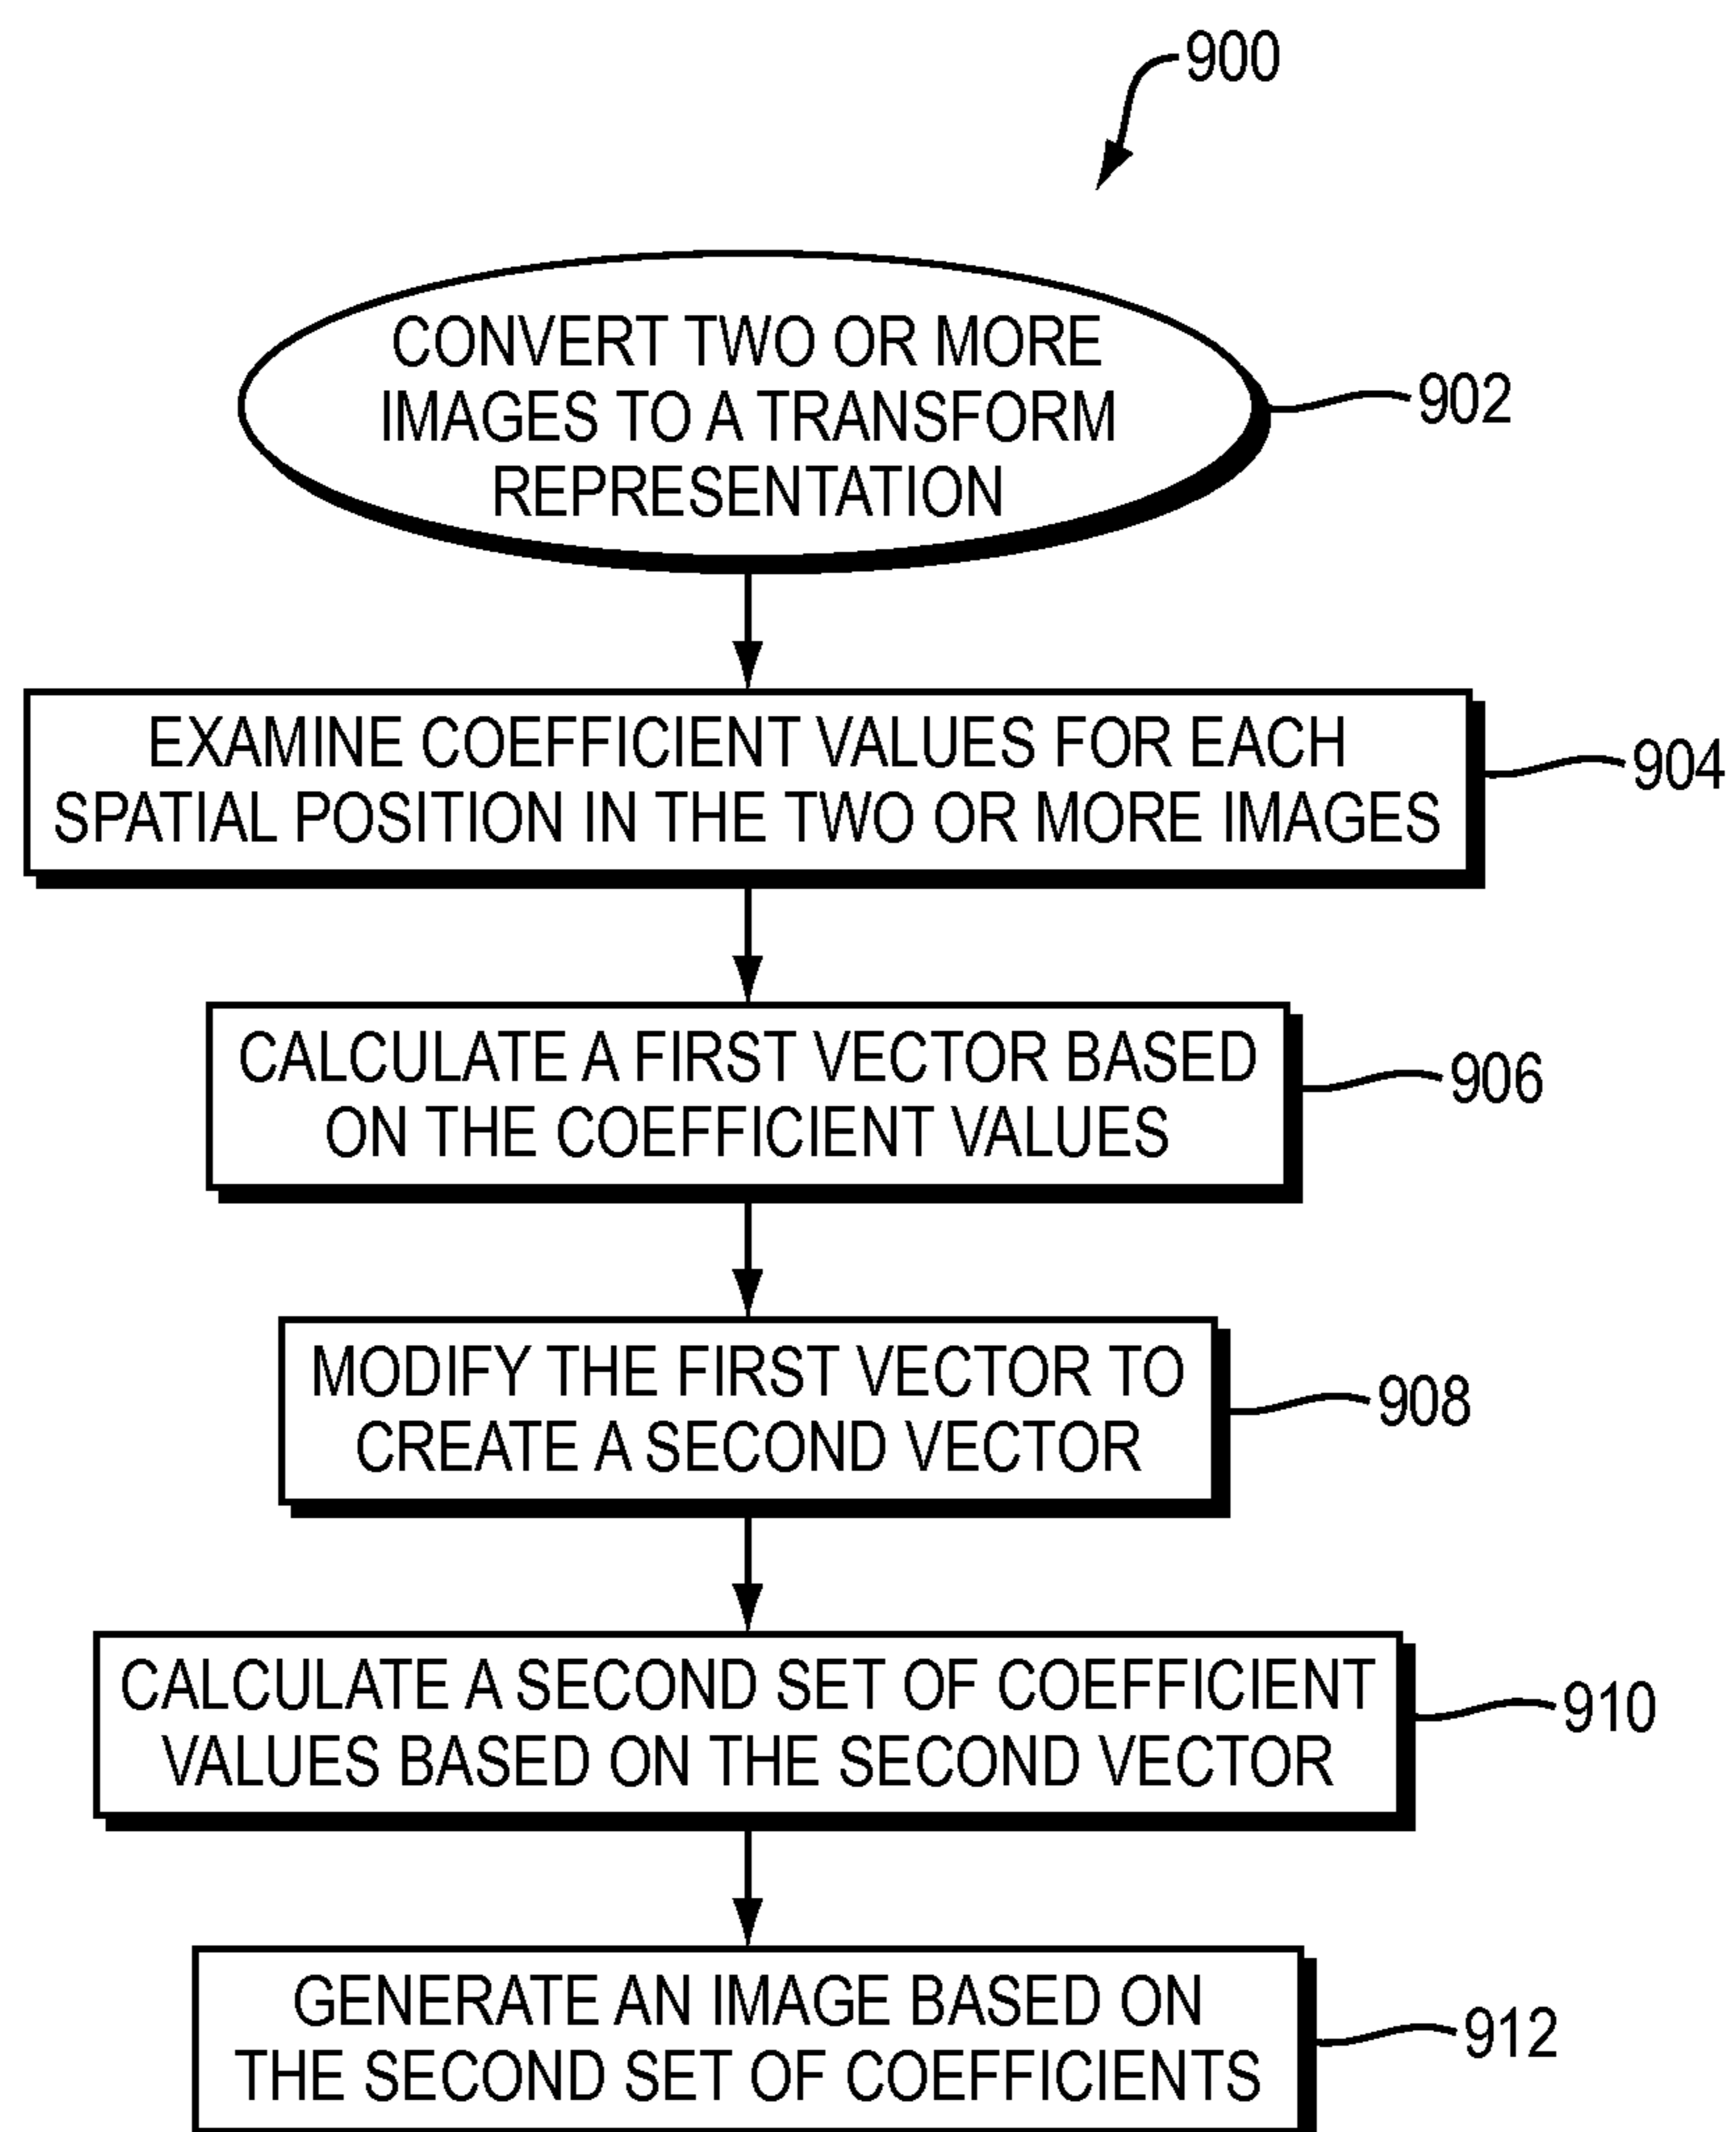 900
CONVERT TWO OR MORE
IMAGES TO A TRANSFORM
REPRESENTATION
902
EXAMINE COEFFICIENT VALUES FOR EACH
SPATIAL POSITION IN THE TWO OR MORE IMAGES
904
CALCULATE A FIRST VECTOR BASED
ON THE COEFFICIENT VALUES
906
MODIFY THE FIRST VECTOR TO
CREATE A SECOND VECTOR
908
CALCULATE A SECOND SET OF COEFFICIENT
VALUES BASED ON THE SECOND VECTOR
910
GENERATE AN IMAGE BASED ON
THE SECOND SET OF COEFFICIENTS
912